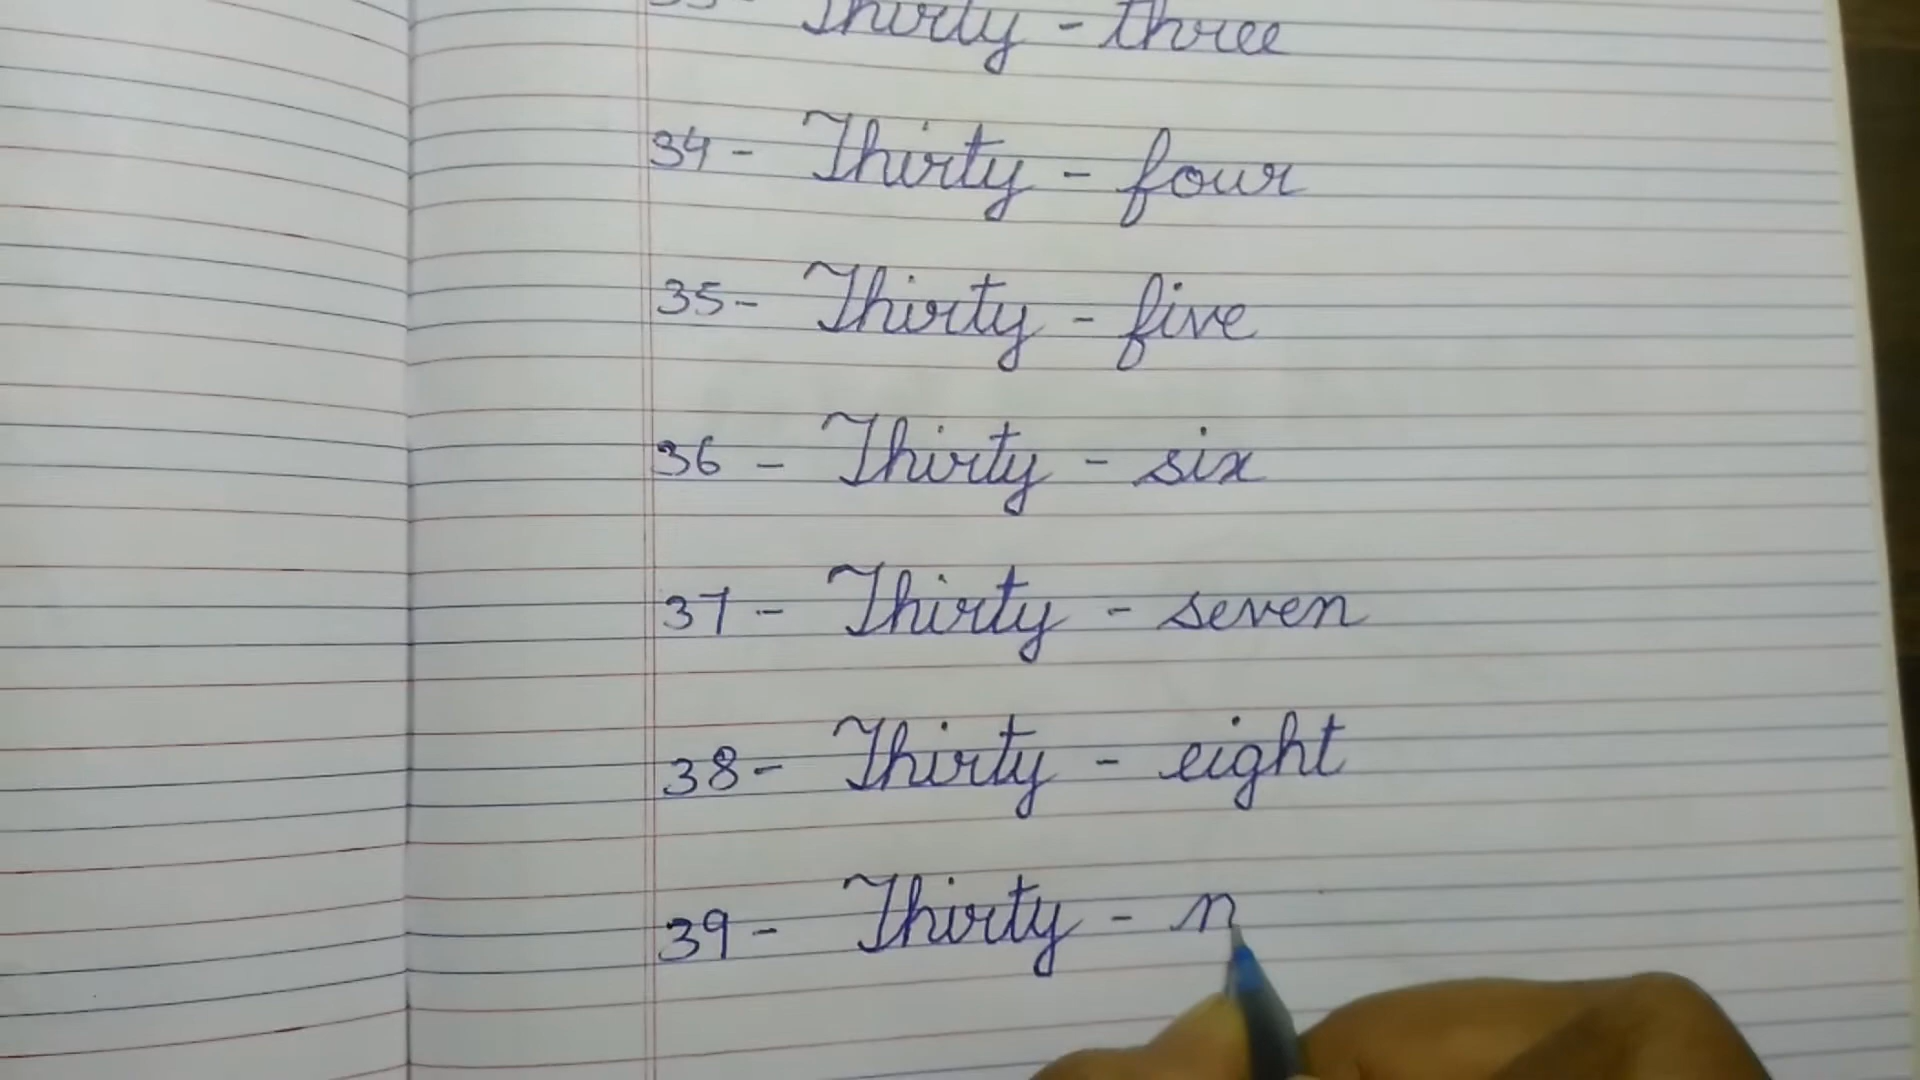 33- Thirty - three
34 - Thirty - four
35 - Thirty - five
36 - Thirty - six
37 - Thirty - seven
38 - Thirty - eight
39 - Thirty - n